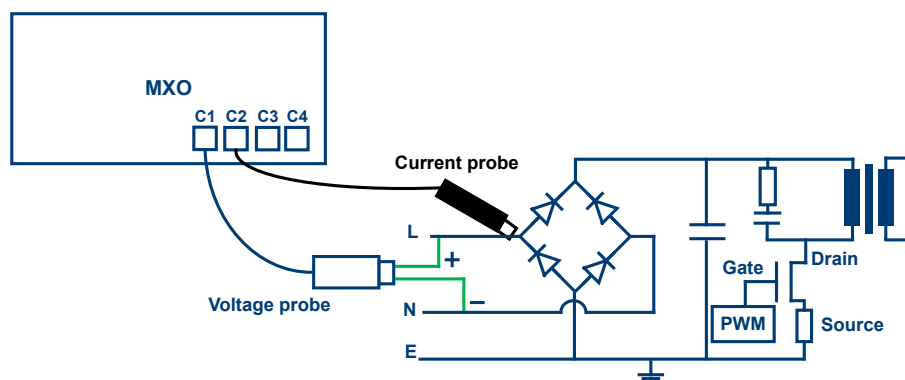 MXO
C1 C2 C3 C4
Current probe
L
+
Voltage probe
−
N
E
Gate
Drain
PWM
Source